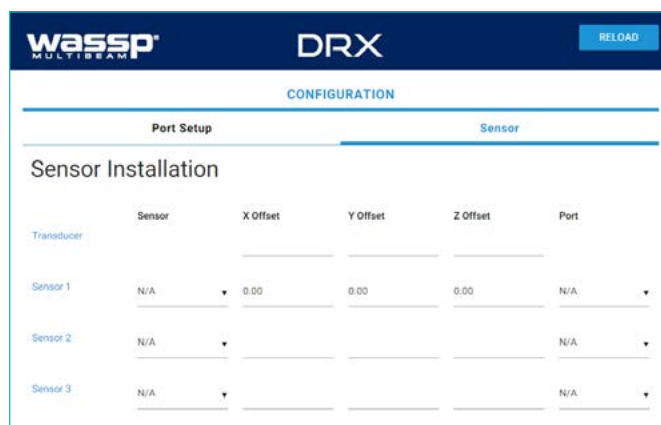 wassp
MULTIBEAM
DRX
RELOAD
CONFIGURATION
Port Setup Sensor
Sensor Installation
Sensor X Offset Y Offset Z Offset Port
Transducer
Sensor 1 N/A 0.00 0.00 0.00 N/A
Sensor 2 N/A N/A
Sensor 3 N/A N/A